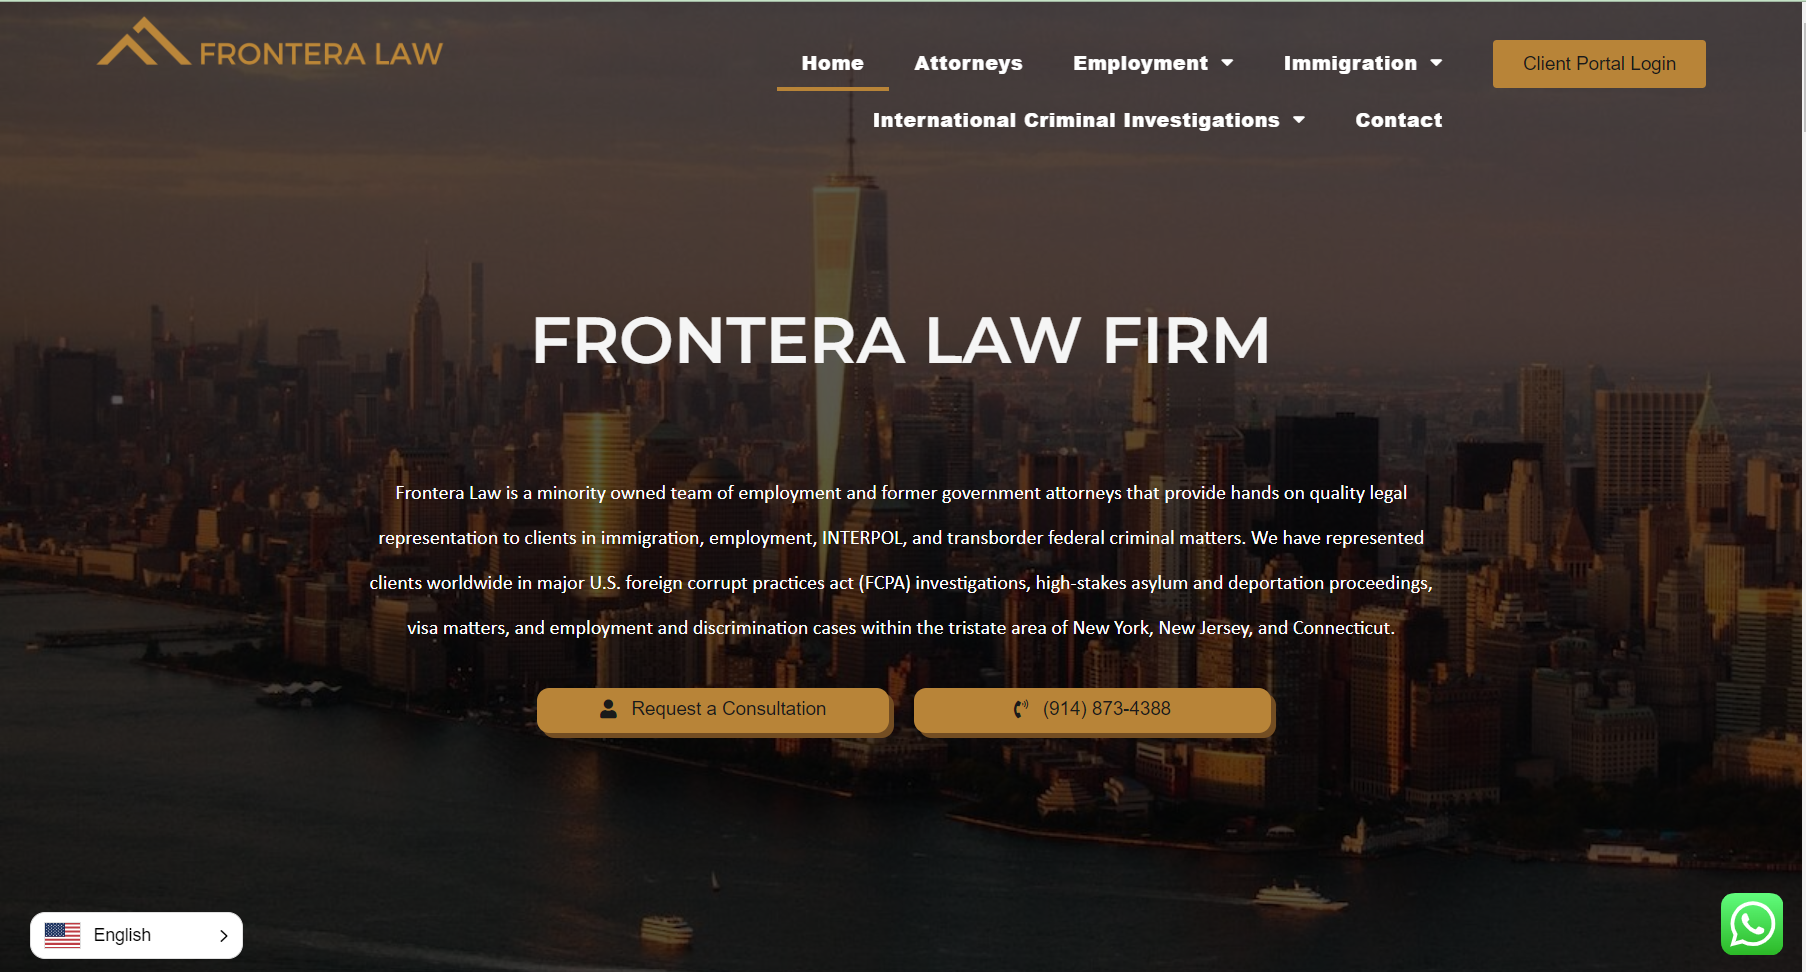 FRONTERA LAW
Home
Attorneys
Employment
Immigration
Client Portal Login
International Criminal Investigations
Contact
FRONTERA LAW FIRM
Frontera Law is a minority owned team of employment and former government attorneys that provide hands on quality legal
representation to clients in immigration, employment, INTERPOL, and transborder federal criminal matters. We have represented
clients worldwide in major U.S. foreign corrupt practices act (FCPA) investigations, high-stakes asylum and deportation proceedings,
visa matters, and employment and discrimination cases within the tristate area of New York, New Jersey, and Connecticut.
Request a Consultation
(914) 873-4388
English